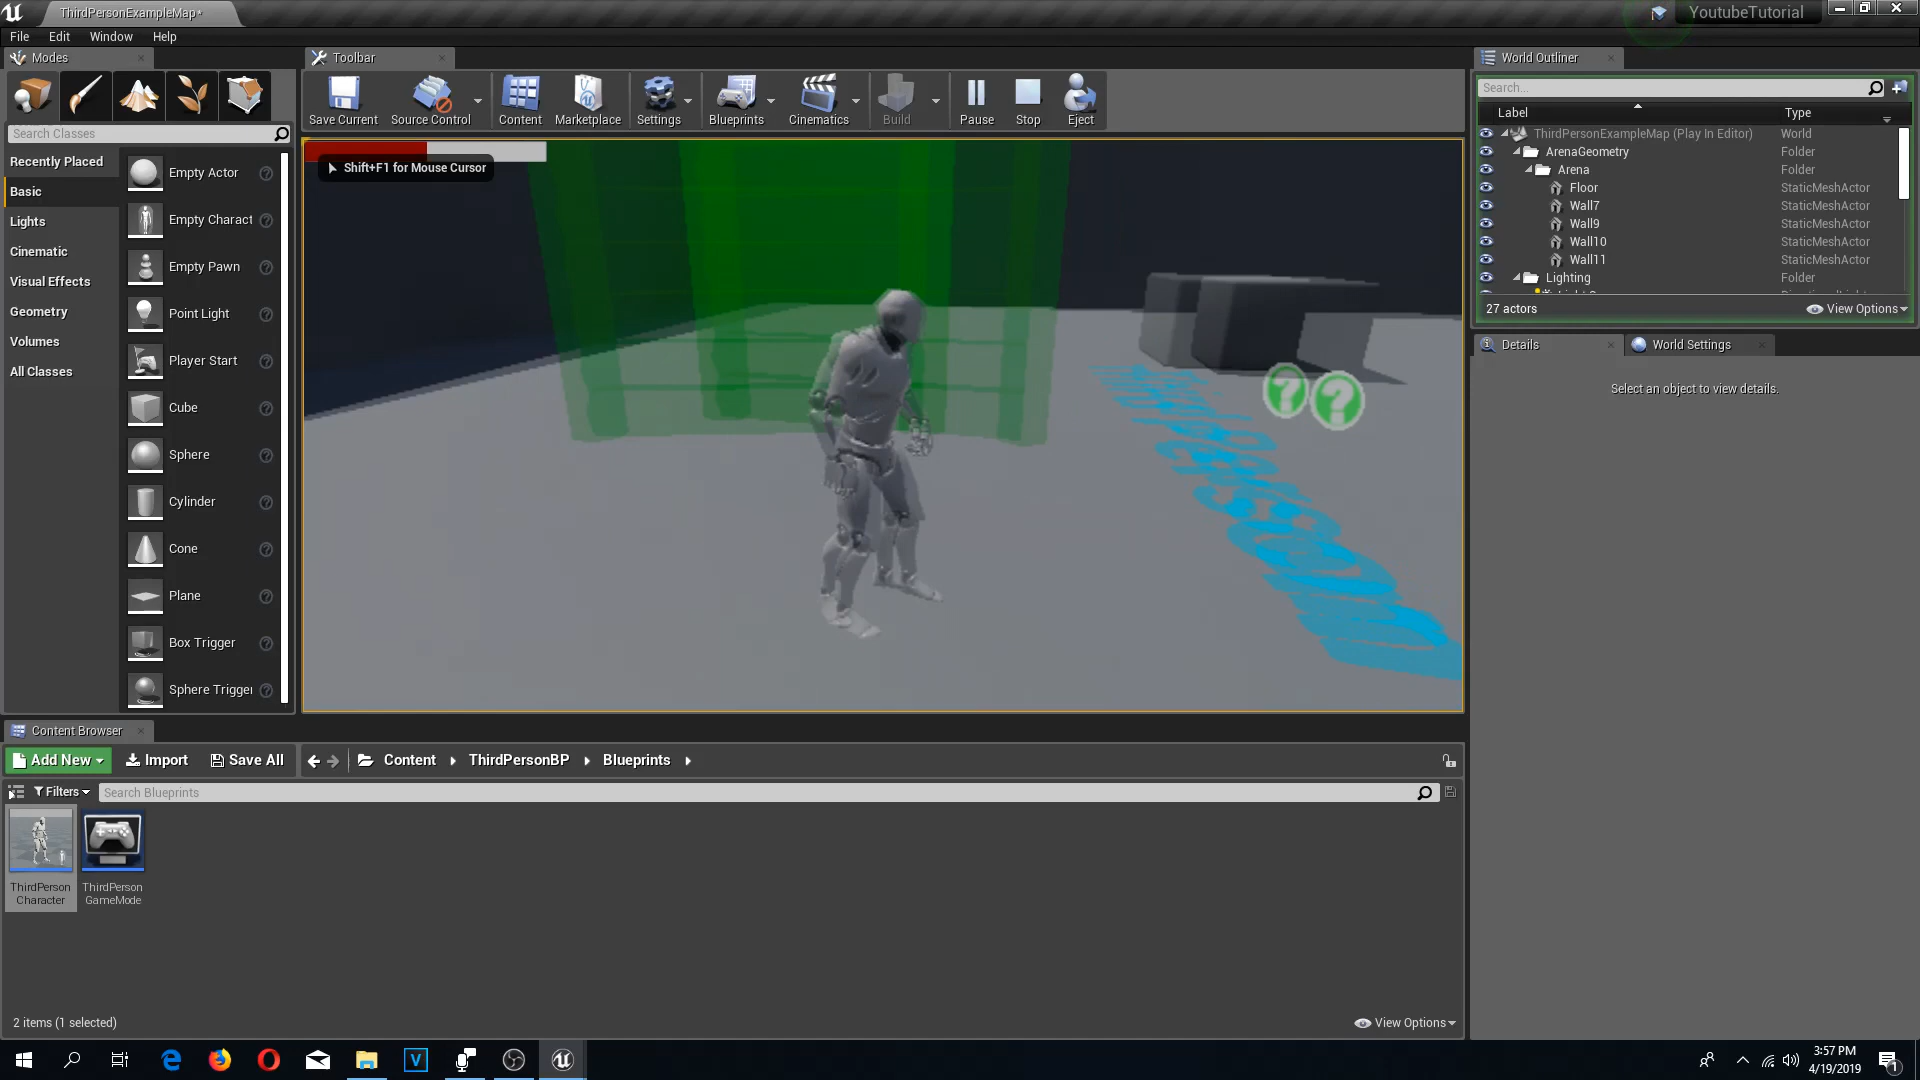 ThirdPersonExampleMap*
YoutubeTutorial
File Edit Window Help
Modes
Toolbar
World Outliner
Save Current
Source Control
Content
Marketplace
Settings
Blueprints
Cinematics
Build
Pause
Stop
Eject
Search Classes
Recently Placed
Basic
Lights
Cinematic
Visual Effects
Geometry
Volumes
All Classes
Empty Actor
Empty Charact
Empty Pawn
Point Light
Player Start
Cube
Sphere
Cylinder
Cone
Plane
Box Trigger
Sphere Trigger
Shift+F1 for Mouse Cursor
Search...
Label Type
ThirdPersonExampleMap (Play In Editor) World
ArenaGeometry Folder
Arena Folder
Floor StaticMeshActor
Wall7 StaticMeshActor
Wall9 StaticMeshActor
Wall10 StaticMeshActor
Wall11 StaticMeshActor
Lighting Folder
27 actors
View Options
Details
World Settings
Select an object to view details.
Content Browser
Add New
Import
Save All
Content
ThirdPersonBP
Blueprints
Filters
Search Blueprints
ThirdPerson
Character
ThirdPerson
GameMode
2 items (1 selected)
View Options
3:57 PM
4/19/2019